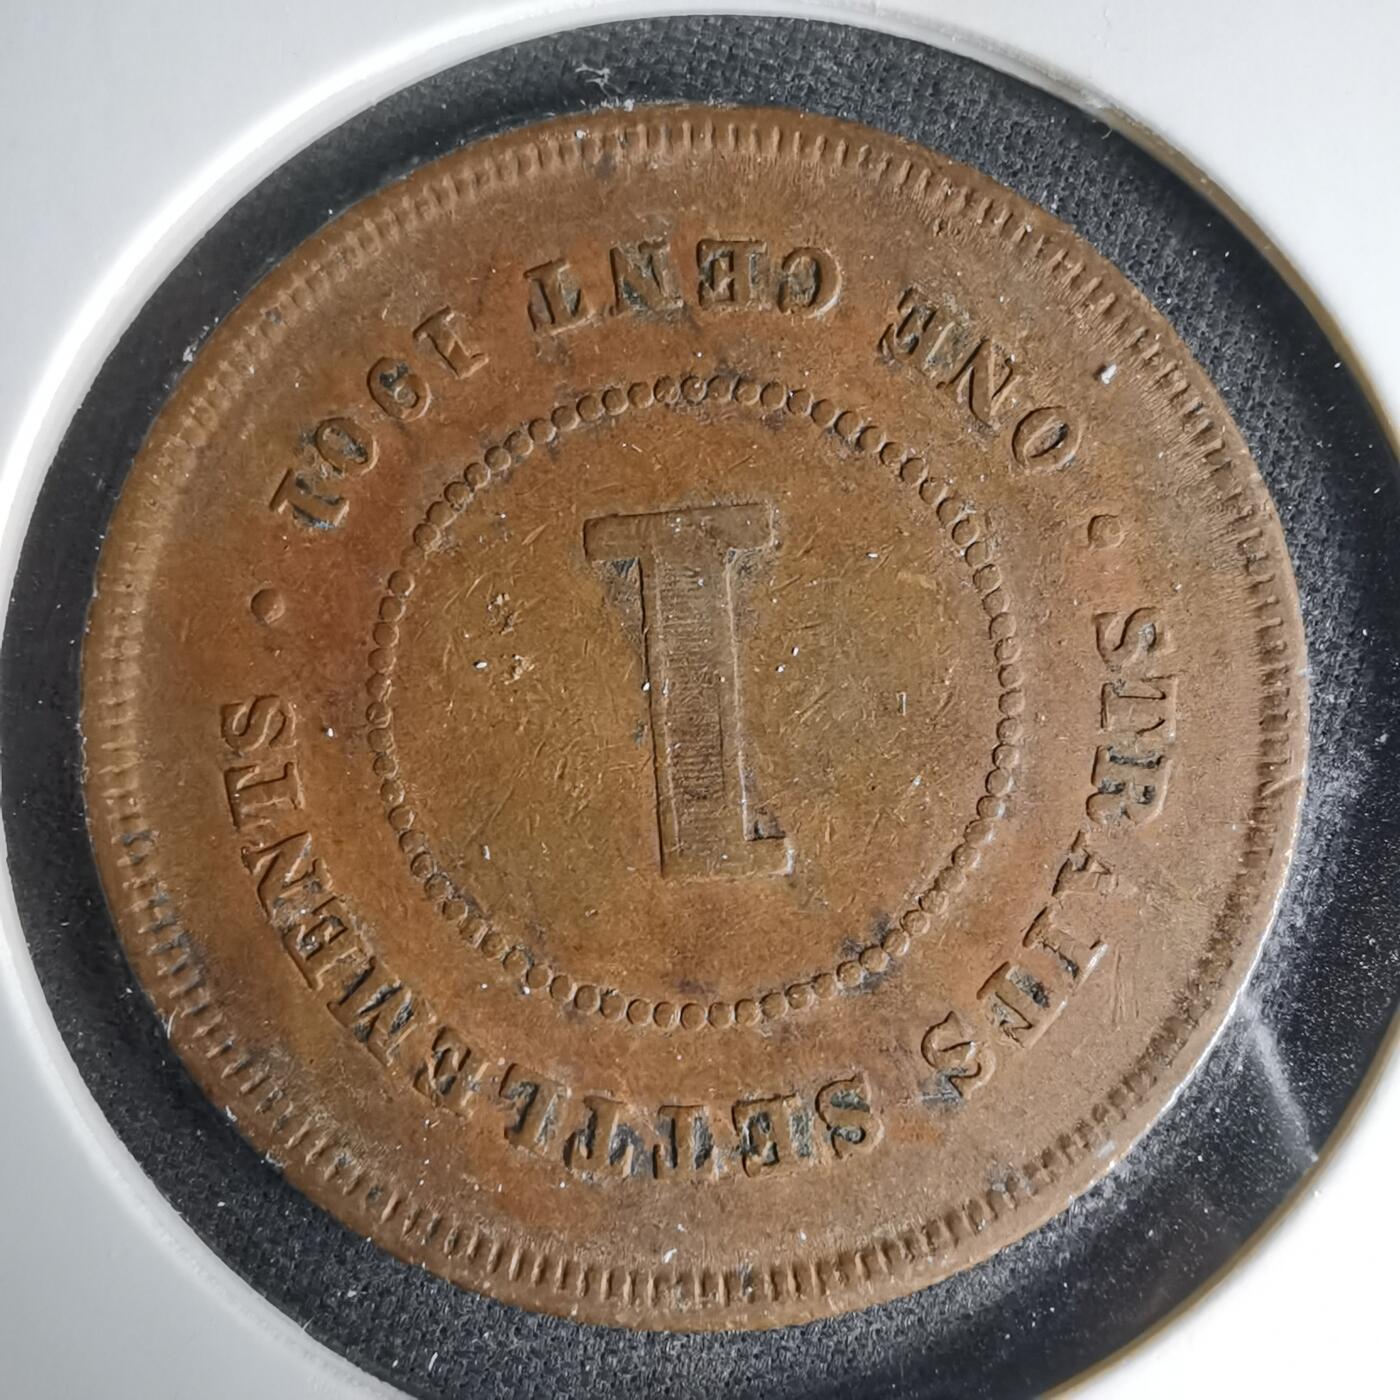 STRAITS SETTLEMENTS
1
· ONE CENT 1901 ·